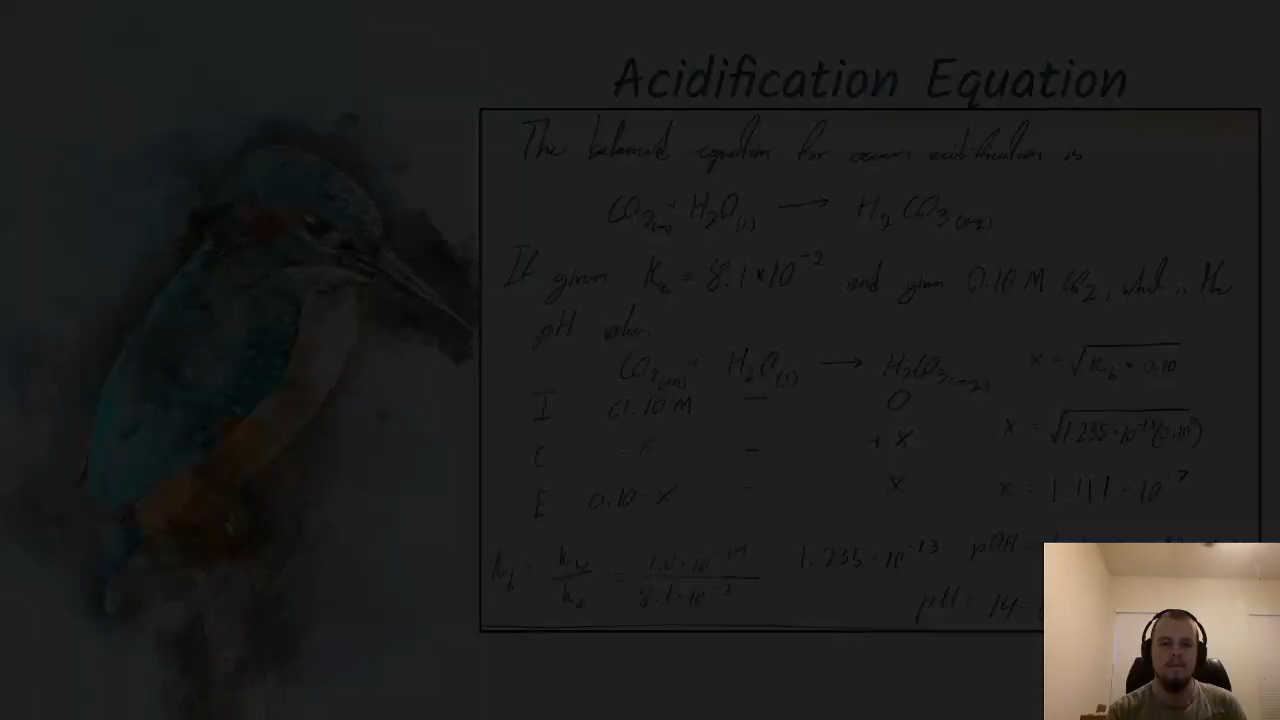 Acidification Equation
The balanced equation for ocean acidification is
CO₂(aq) + H₂O(l) → H₂CO₃(aq)
If given Ka = 8.1 × 10⁻² and given 0.10 M CO₂, what is the
pH value.
CO₂(aq) + H₂O(l) → H₂CO₃(aq) x = √Kb × 0.10
I 0.10 M — 0 x = √1.235 × 10⁻¹³(0.10)
C - x — + x
E 0.10 - x — x x = 1.111 × 10⁻⁷
Kb = Kw/Ka = 1.0 × 10⁻¹⁴/8.1 × 10⁻² 1.235 × 10⁻¹³ pOH =
pH = 14 -